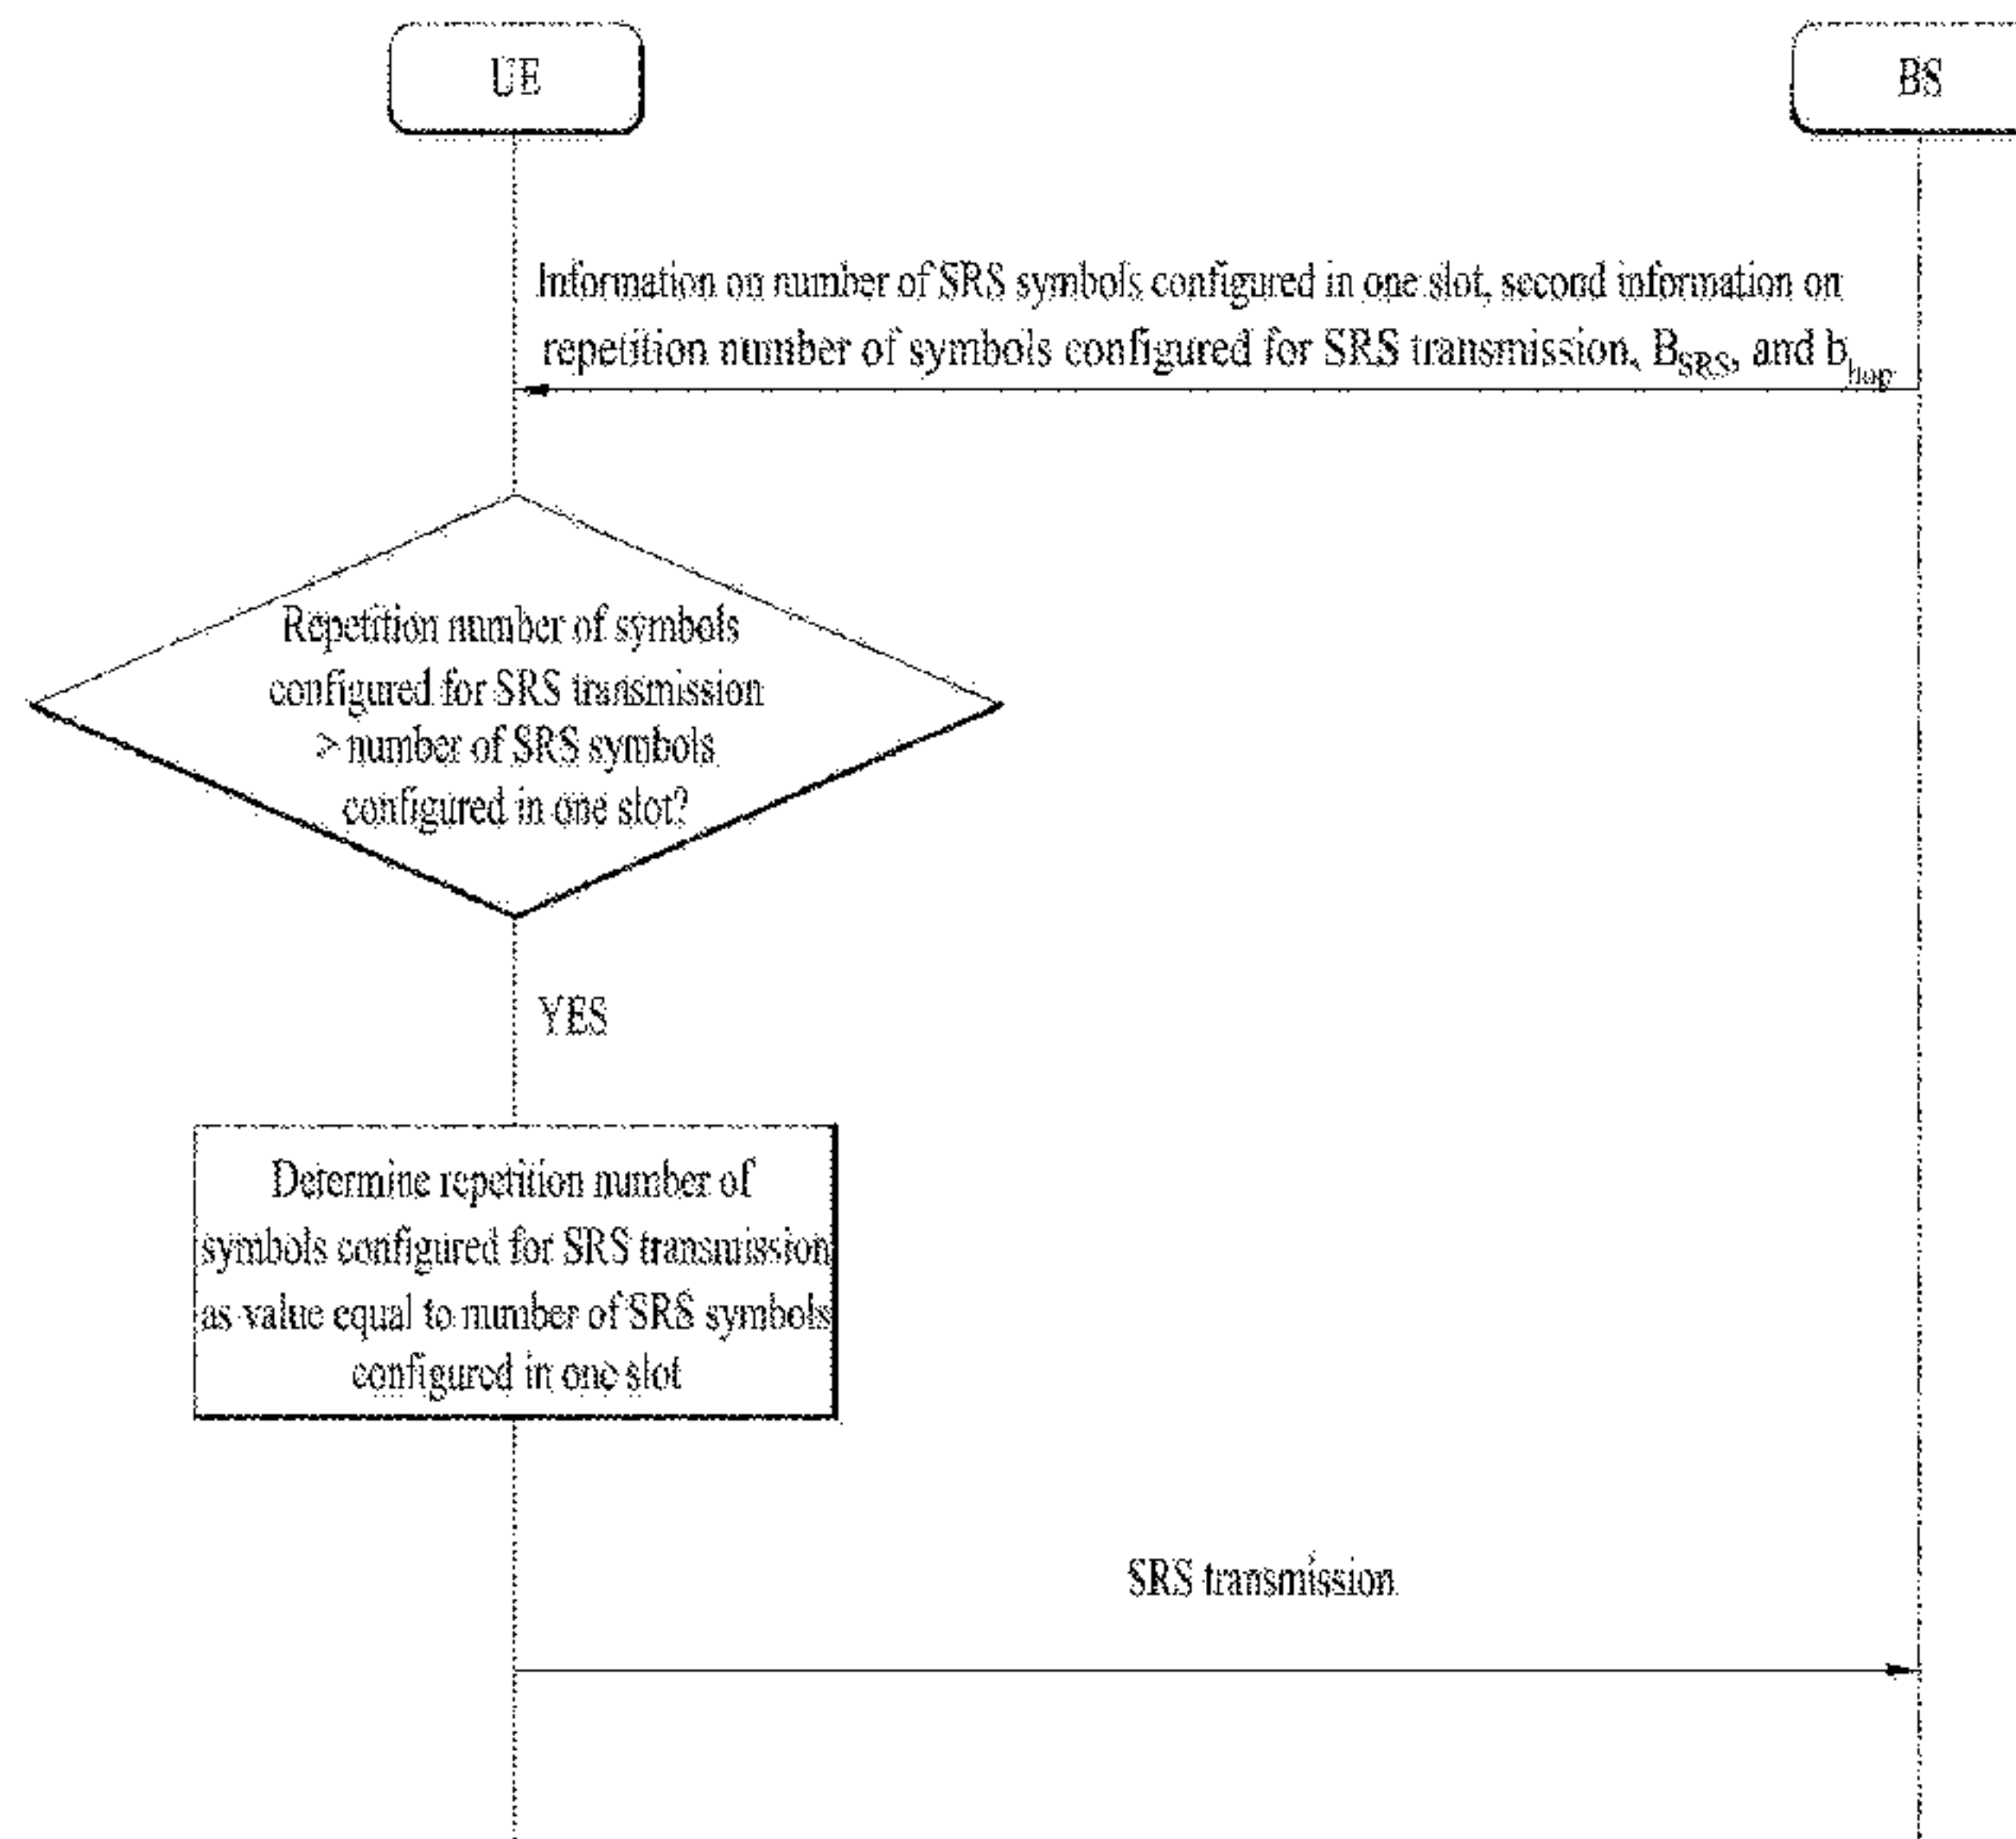 UE
BS
Information on number of SRS symbols configured in one slot, second information on
repetition number of symbols configured for SRS transmission, B_SRS, and b_hop
Repetition number of symbols
configured for SRS transmission
> number of SRS symbols
configured in one slot?
YES
Determine repetition number of
symbols configured for SRS transmission
as value equal to number of SRS symbols
configured in one slot
SRS transmission